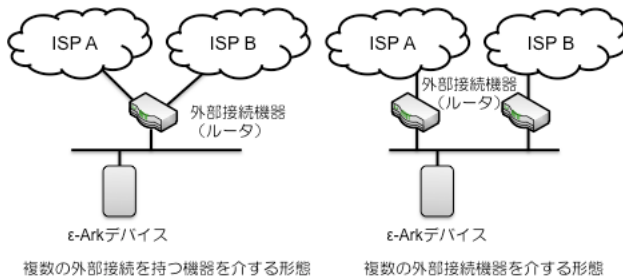 ISP A
ISP B
外部接続機器
（ルータ）
ε-Arkデバイス
複数の外部接続を持つ機器を介する形態
ISP A
ISP B
外部接続機器
（ルータ）
ε-Arkデバイス
複数の外部接続機器を介する形態